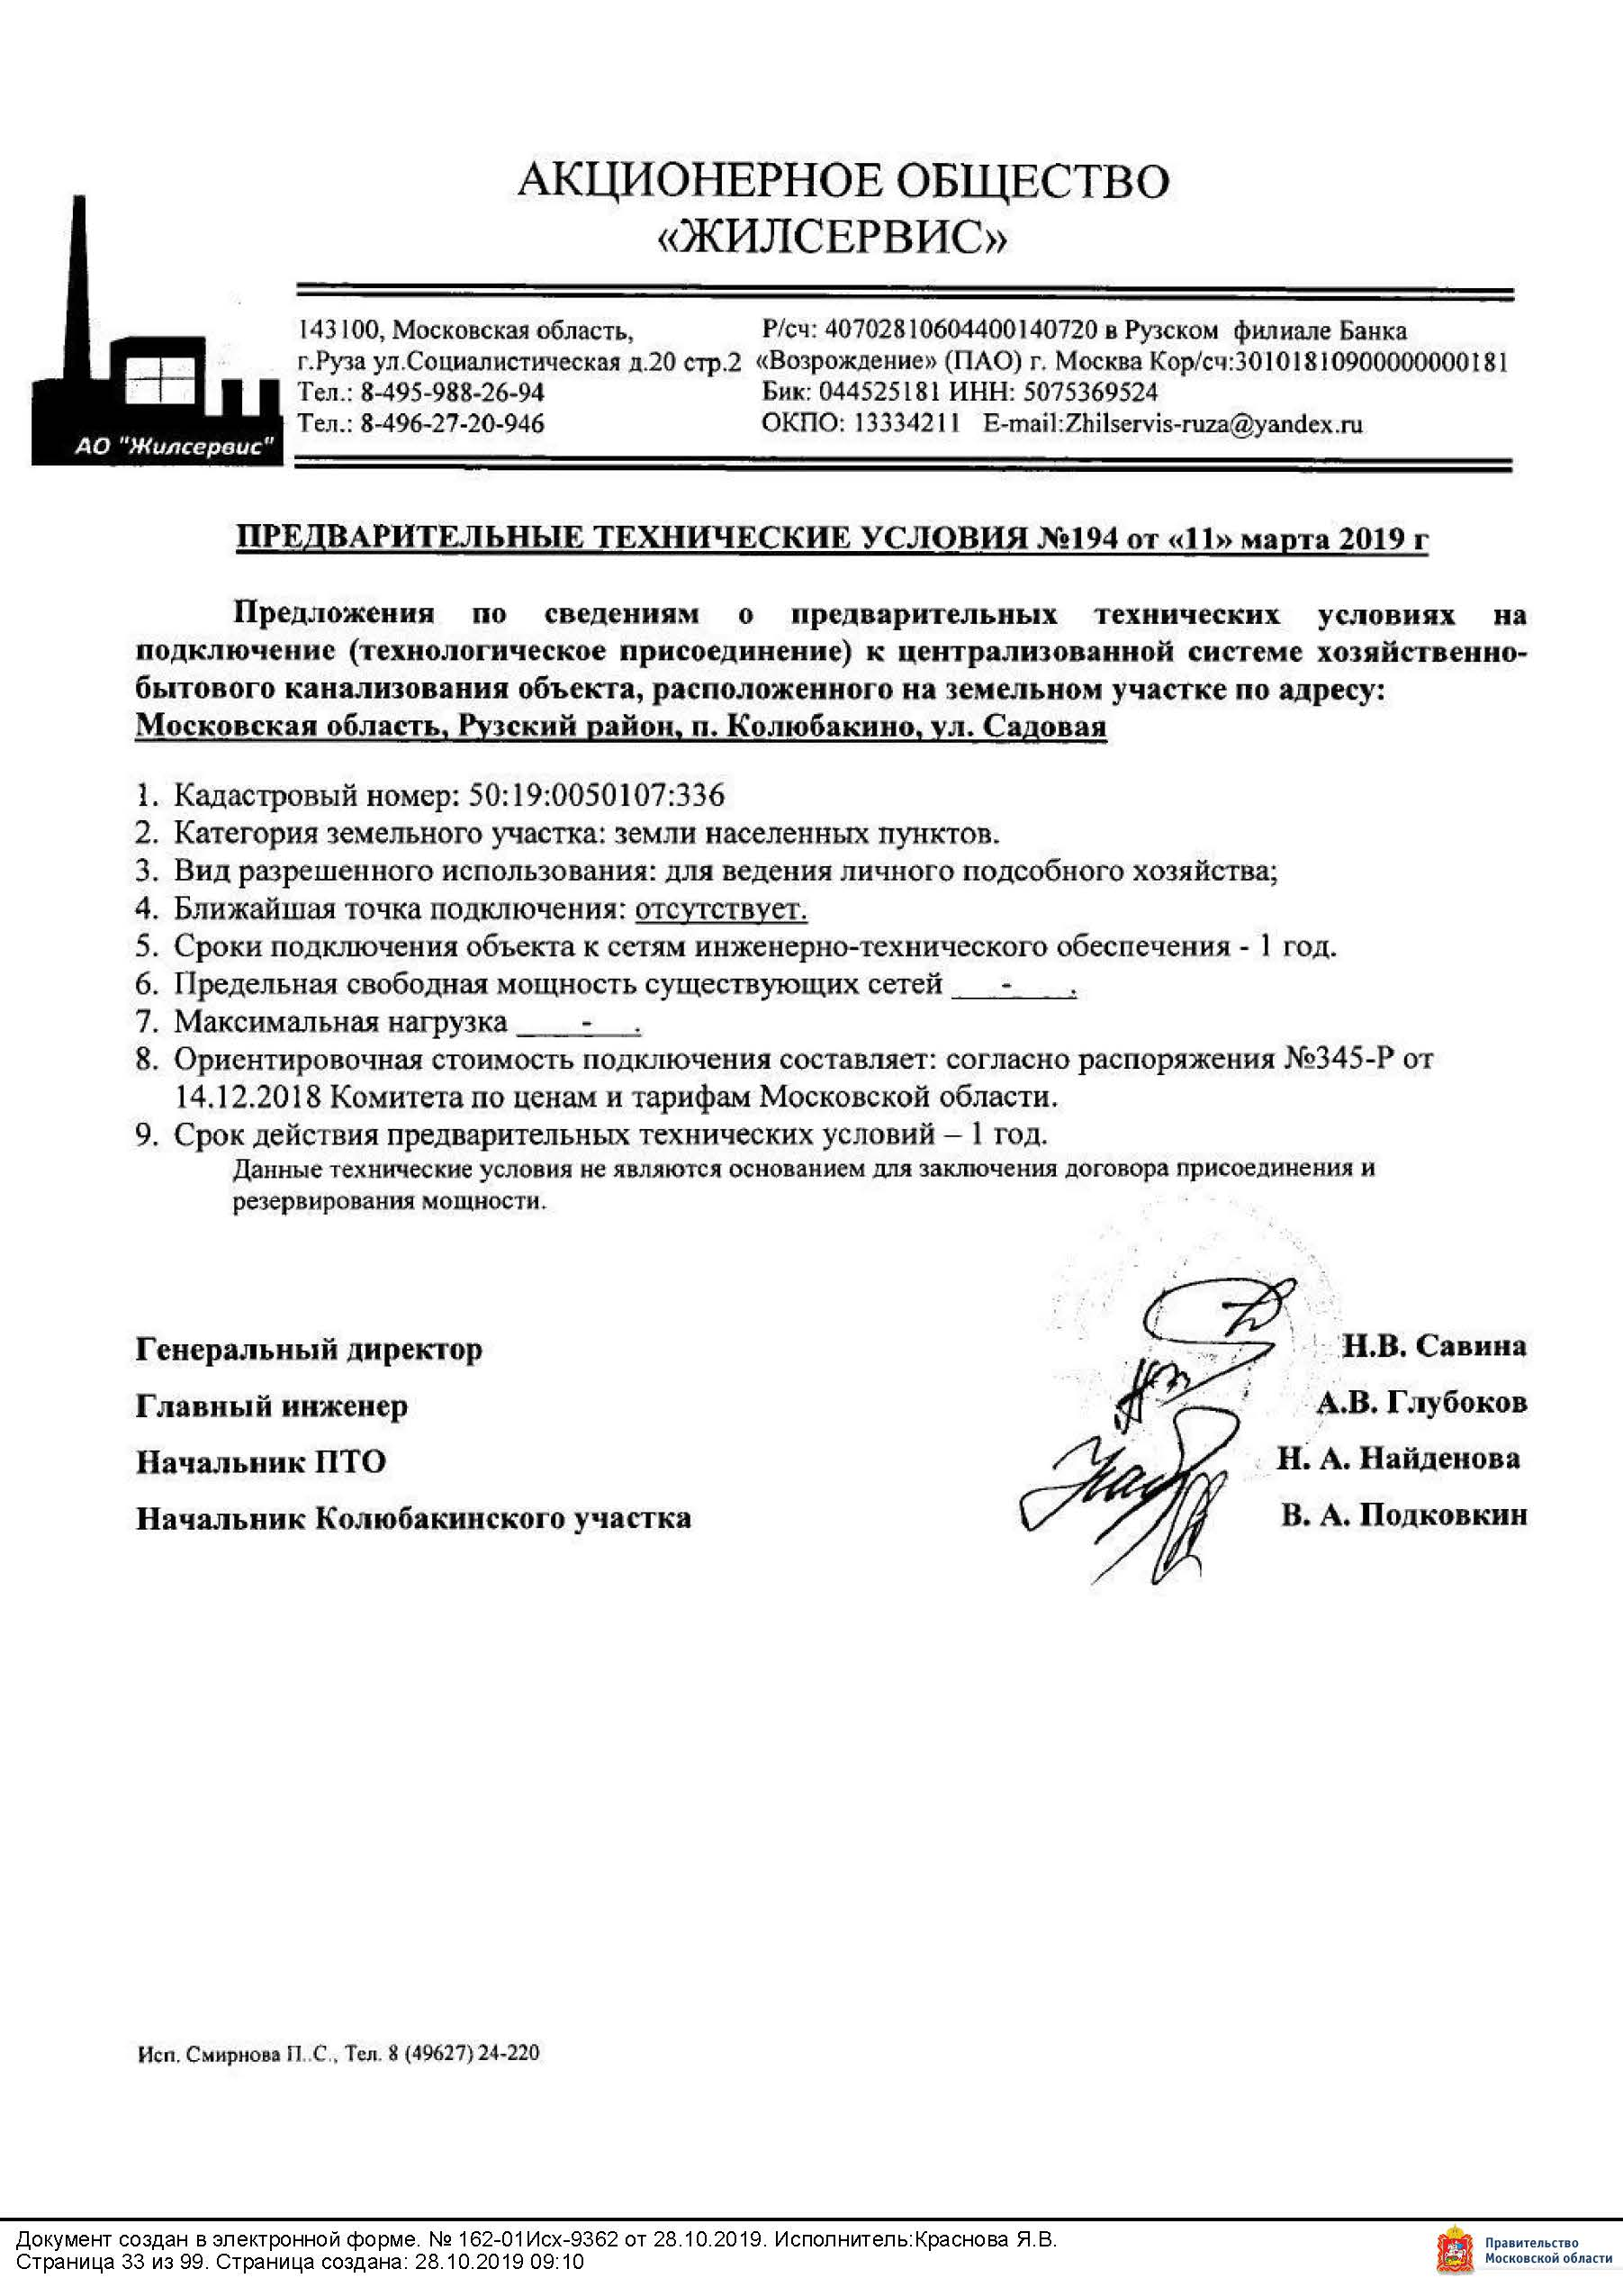 АКЦИОНЕРНОЕ ОБЩЕСТВО
«ЖИЛСЕРВИС»
АО "Жилсервис"
143100, Московская область,
г.Руза ул.Социалистическая д.20 стр.2
Тел.: 8-495-988-26-94
Тел.: 8-496-27-20-946
Р/сч: 40702810604400140720 в Рузском филиале Банка
«Возрождение» (ПАО) г. Москва Кор/сч:30101810900000000181
Бик: 044525181 ИНН: 5075369524
ОКПО: 13334211 E-mail:Zhilservis-ruza@yandex.ru
ПРЕДВАРИТЕЛЬНЫЕ ТЕХНИЧЕСКИЕ УСЛОВИЯ №194 от «11» марта 2019 г
Предложения по сведениям о предварительных технических условиях на
подключение (технологическое присоединение) к централизованной системе хозяйственно-
бытового канализования объекта, расположенного на земельном участке по адресу:
Московская область, Рузский район, п. Колюбакино, ул. Садовая
1. Кадастровый номер: 50:19:0050107:336
2. Категория земельного участка: земли населенных пунктов.
3. Вид разрешенного использования: для ведения личного подсобного хозяйства;
4. Ближайшая точка подключения: отсутствует.
5. Сроки подключения объекта к сетям инженерно-технического обеспечения - 1 год.
6. Предельная свободная мощность существующих сетей ___-____.
7. Максимальная нагрузка ____-___.
8. Ориентировочная стоимость подключения составляет: согласно распоряжения №345-Р от
14.12.2018 Комитета по ценам и тарифам Московской области.
9. Срок действия предварительных технических условий – 1 год.
Данные технические условия не являются основанием для заключения договора присоединения и
резервирования мощности.
Генеральный директор Н.В. Савина
Главный инженер А.В. Глубоков
Начальник ПТО Н. А. Найденова
Начальник Колюбакинского участка В. А. Подковкин
Исп. Смирнова П..С., Тел. 8 (49627) 24-220
Документ создан в электронной форме. № 162-01Исх-9362 от 28.10.2019. Исполнитель:Краснова Я.В.
Страница 33 из 99. Страница создана: 28.10.2019 09:10
Правительство
Московской области